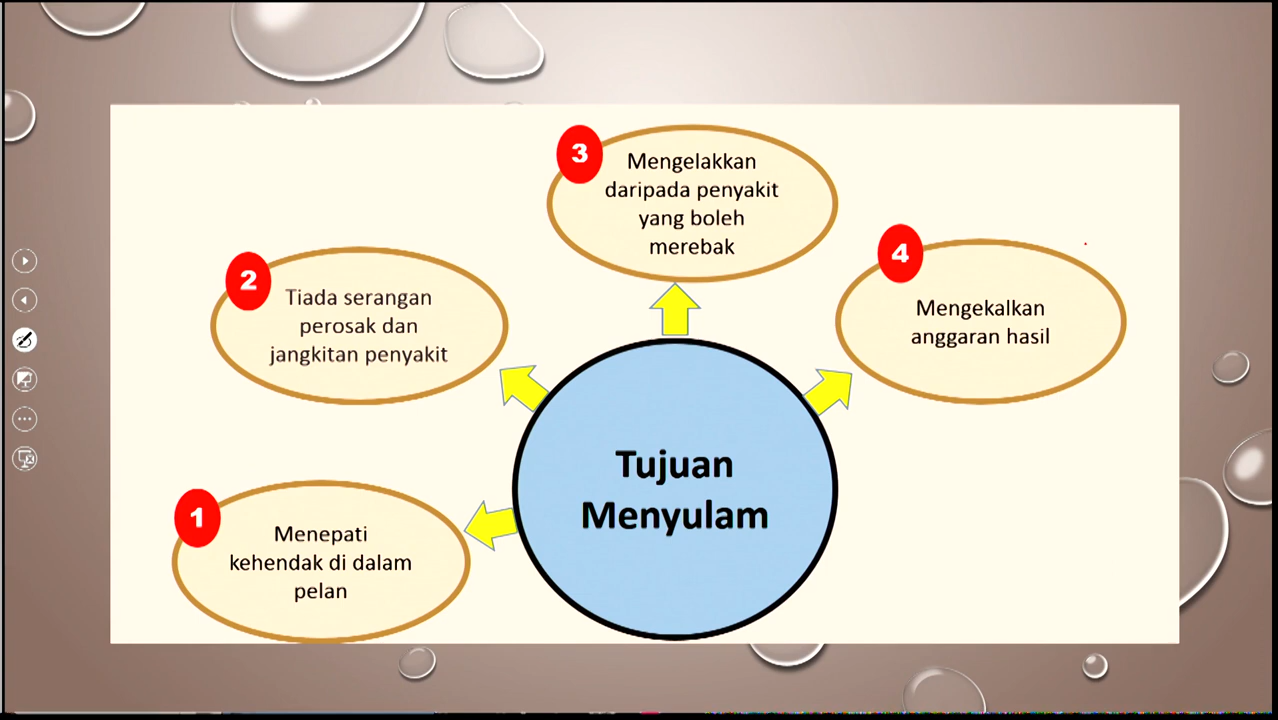 Tujuan
Menyulam
1
Menepati
kehendak di dalam
pelan
2
Tiada serangan
perosak dan
jangkitan penyakit
3
Mengelakkan
daripada penyakit
yang boleh
merebak
4
Mengekalkan
anggaran hasil